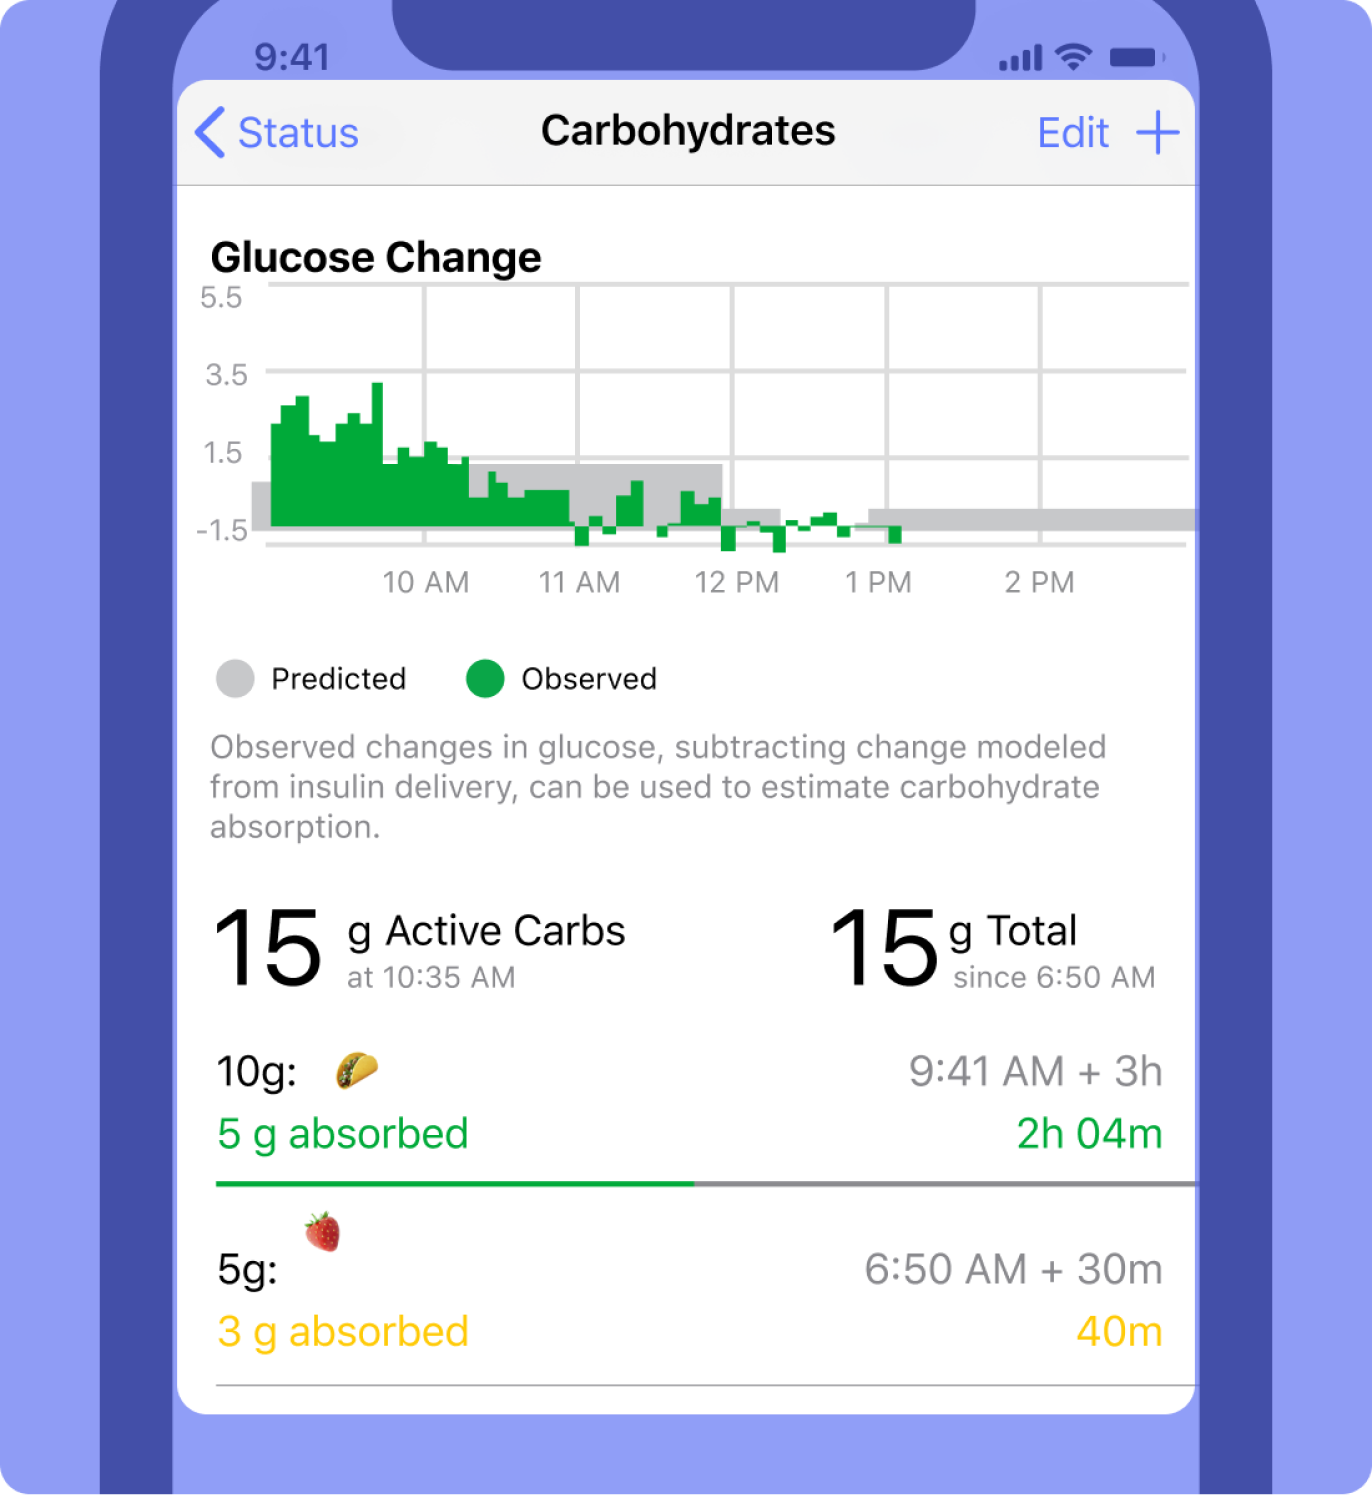 9:41
Status Carbohydrates Edit +
Glucose Change
5.5
3.5
1.5
-1.5
10 AM 11 AM 12 PM 1 PM 2 PM
Predicted Observed
Observed changes in glucose, subtracting change modeled
from insulin delivery, can be used to estimate carbohydrate
absorption.
15 g Active Carbs 15 g Total
at 10:35 AM since 6:50 AM
10g: 9:41 AM + 3h
5 g absorbed 2h 04m
5g: 6:50 AM + 30m
3 g absorbed 40m